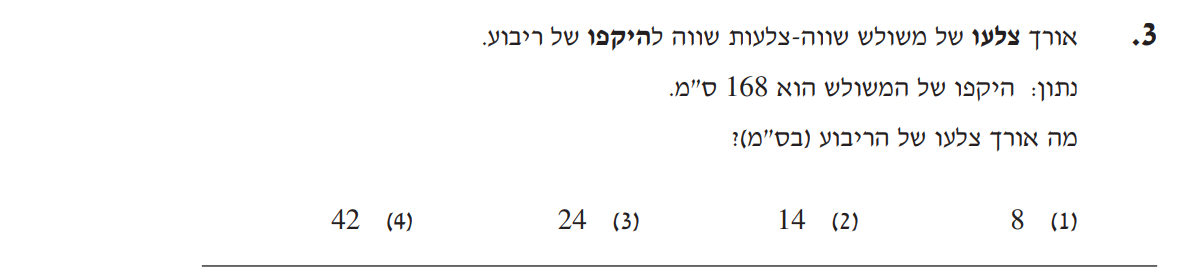 3. אורך צלעו של משולש שווה-צלעות שווה להיקפו של ריבוע.
נתון: היקפו של המשולש הוא 168 ס"מ.
מה אורך צלעו של הריבוע (בס"מ)?
(1) 8 (2) 14 (3) 24 (4) 42